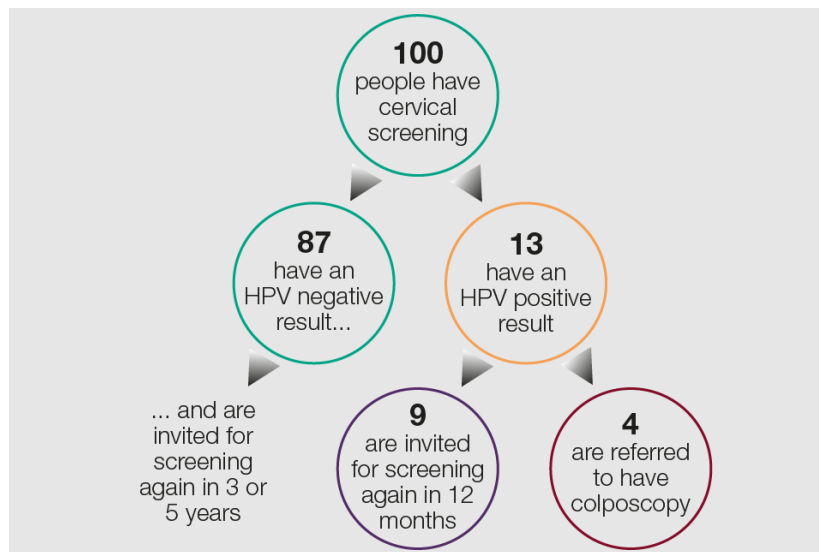 100
people have
cervical
screening
87
have an
HPV negative
result...
13
have an
HPV positive
result
... and are
invited for
screening
again in 3 or
5 years
9
are invited
for screening
again in 12
months
4
are referred
to have
colposcopy